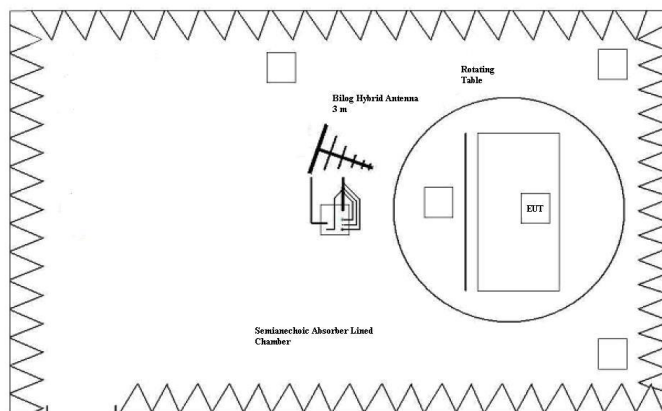 Rotating
Table
Bilog Hybrid Antenna
3 m
EUT
Semianechoic Absorber Lined
Chamber